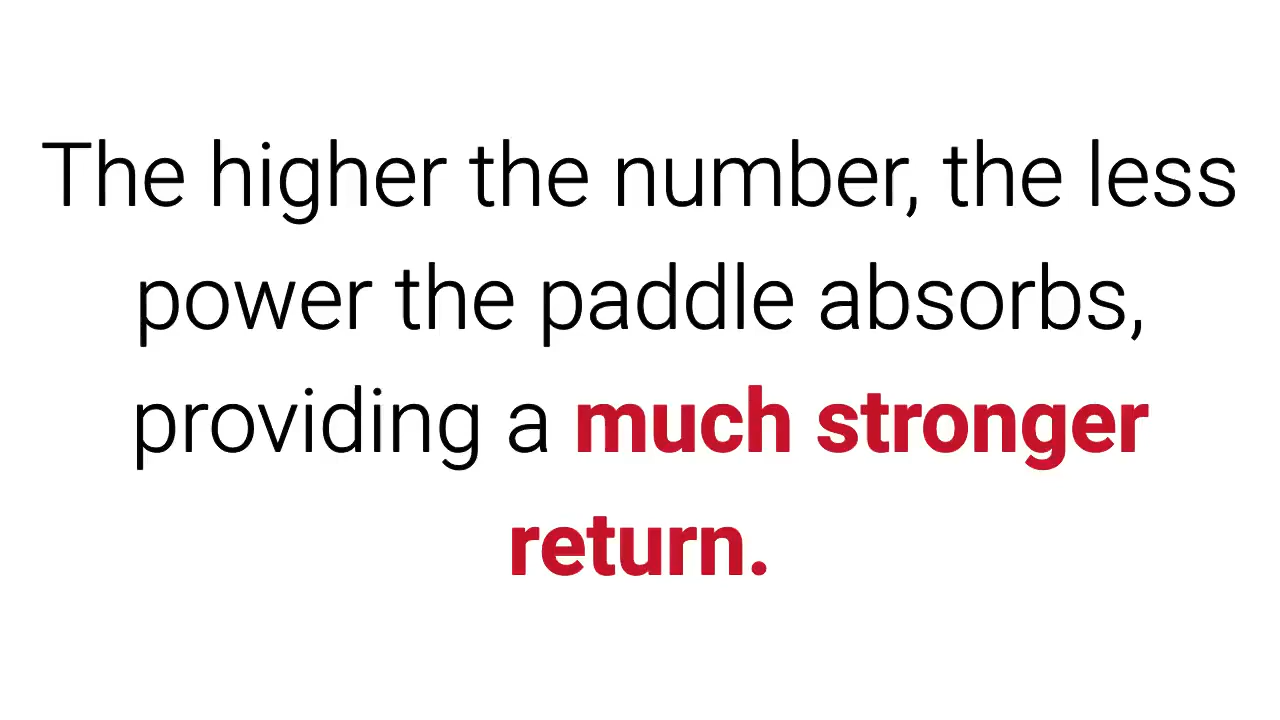 The higher the number, the less
power the paddle absorbs,
providing a much stronger
return.